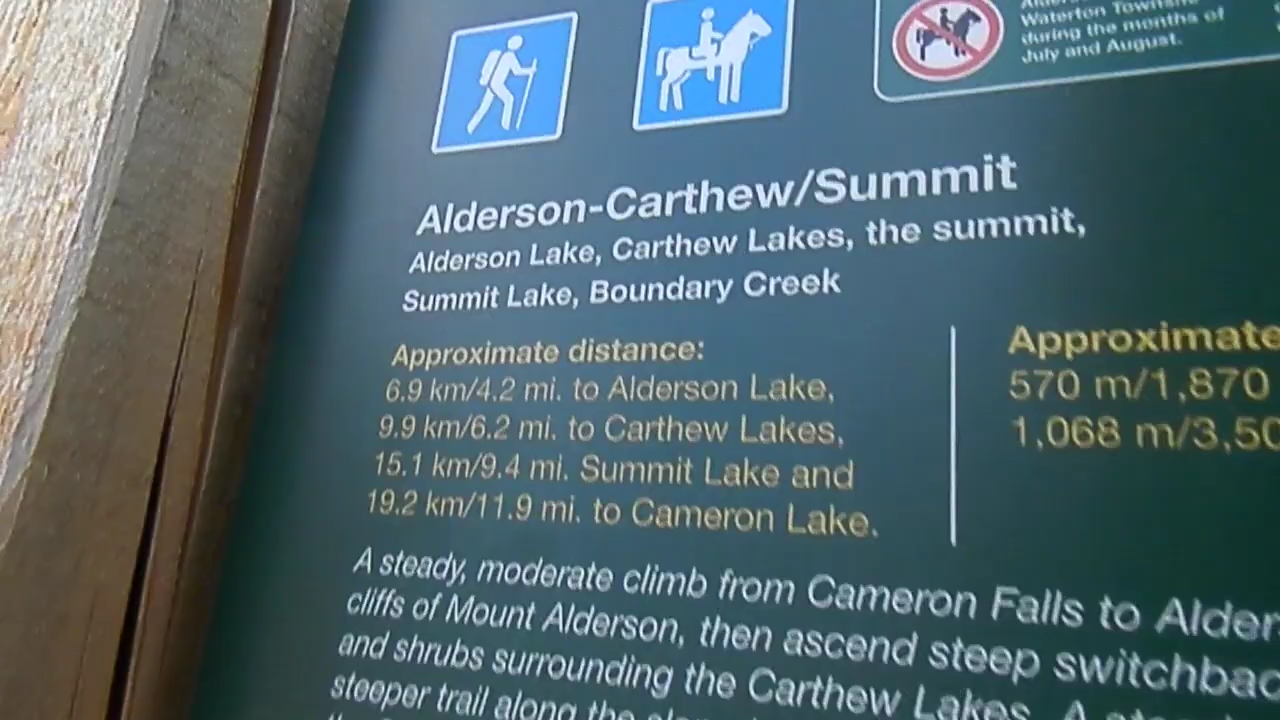 Waterton Townsite
during the months of
July and August.
Alderson-Carthew/Summit
Alderson Lake, Carthew Lakes, the summit,
Summit Lake, Boundary Creek
Approximate distance:
6.9 km/4.2 mi. to Alderson Lake,
9.9 km/6.2 mi. to Carthew Lakes,
15.1 km/9.4 mi. Summit Lake and
19.2 km/11.9 mi. to Cameron Lake.
Approximate
570 m/1,870
1,068 m/3,50
A steady, moderate climb from Cameron Falls to Alder
cliffs of Mount Alderson, then ascend steep switchbac
and shrubs surrounding the Carthew Lakes. A
steeper trail along the